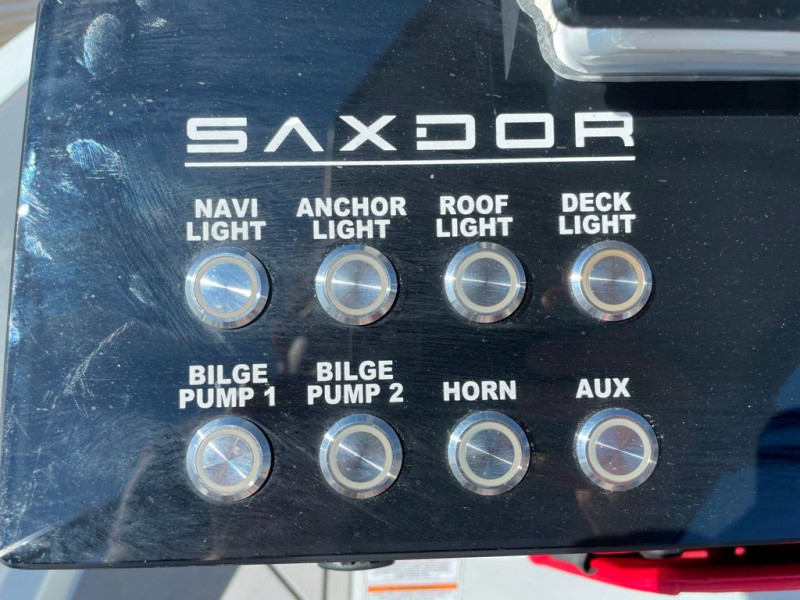 SAXDOR
NAVI LIGHT
ANCHOR LIGHT
ROOF LIGHT
DECK LIGHT
BILGE PUMP 1
BILGE PUMP 2
HORN
AUX